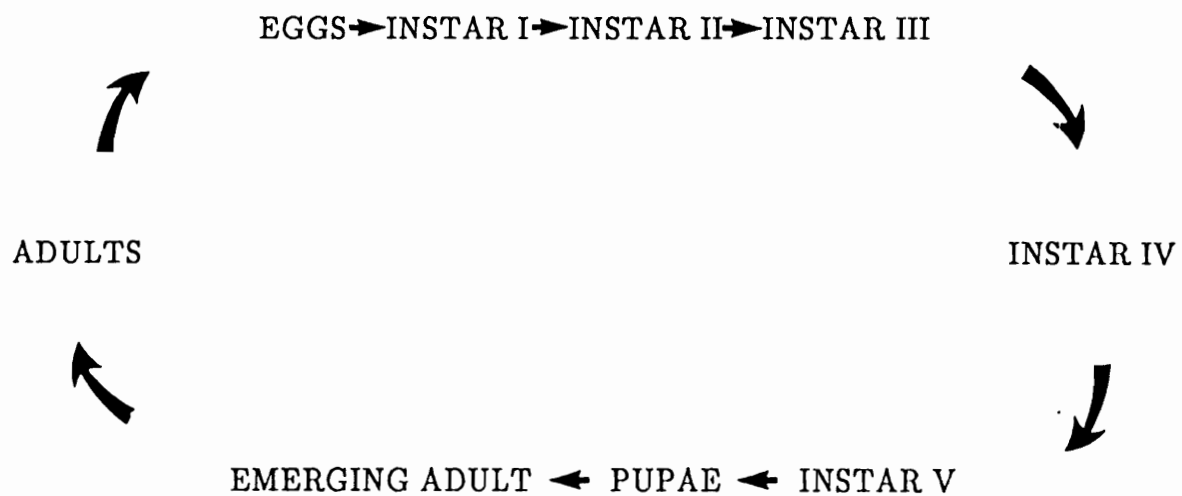 EGGS→INSTAR I→INSTAR II→INSTAR III
ADULTS
INSTAR IV
EMERGING ADULT ← PUPAE ← INSTAR V